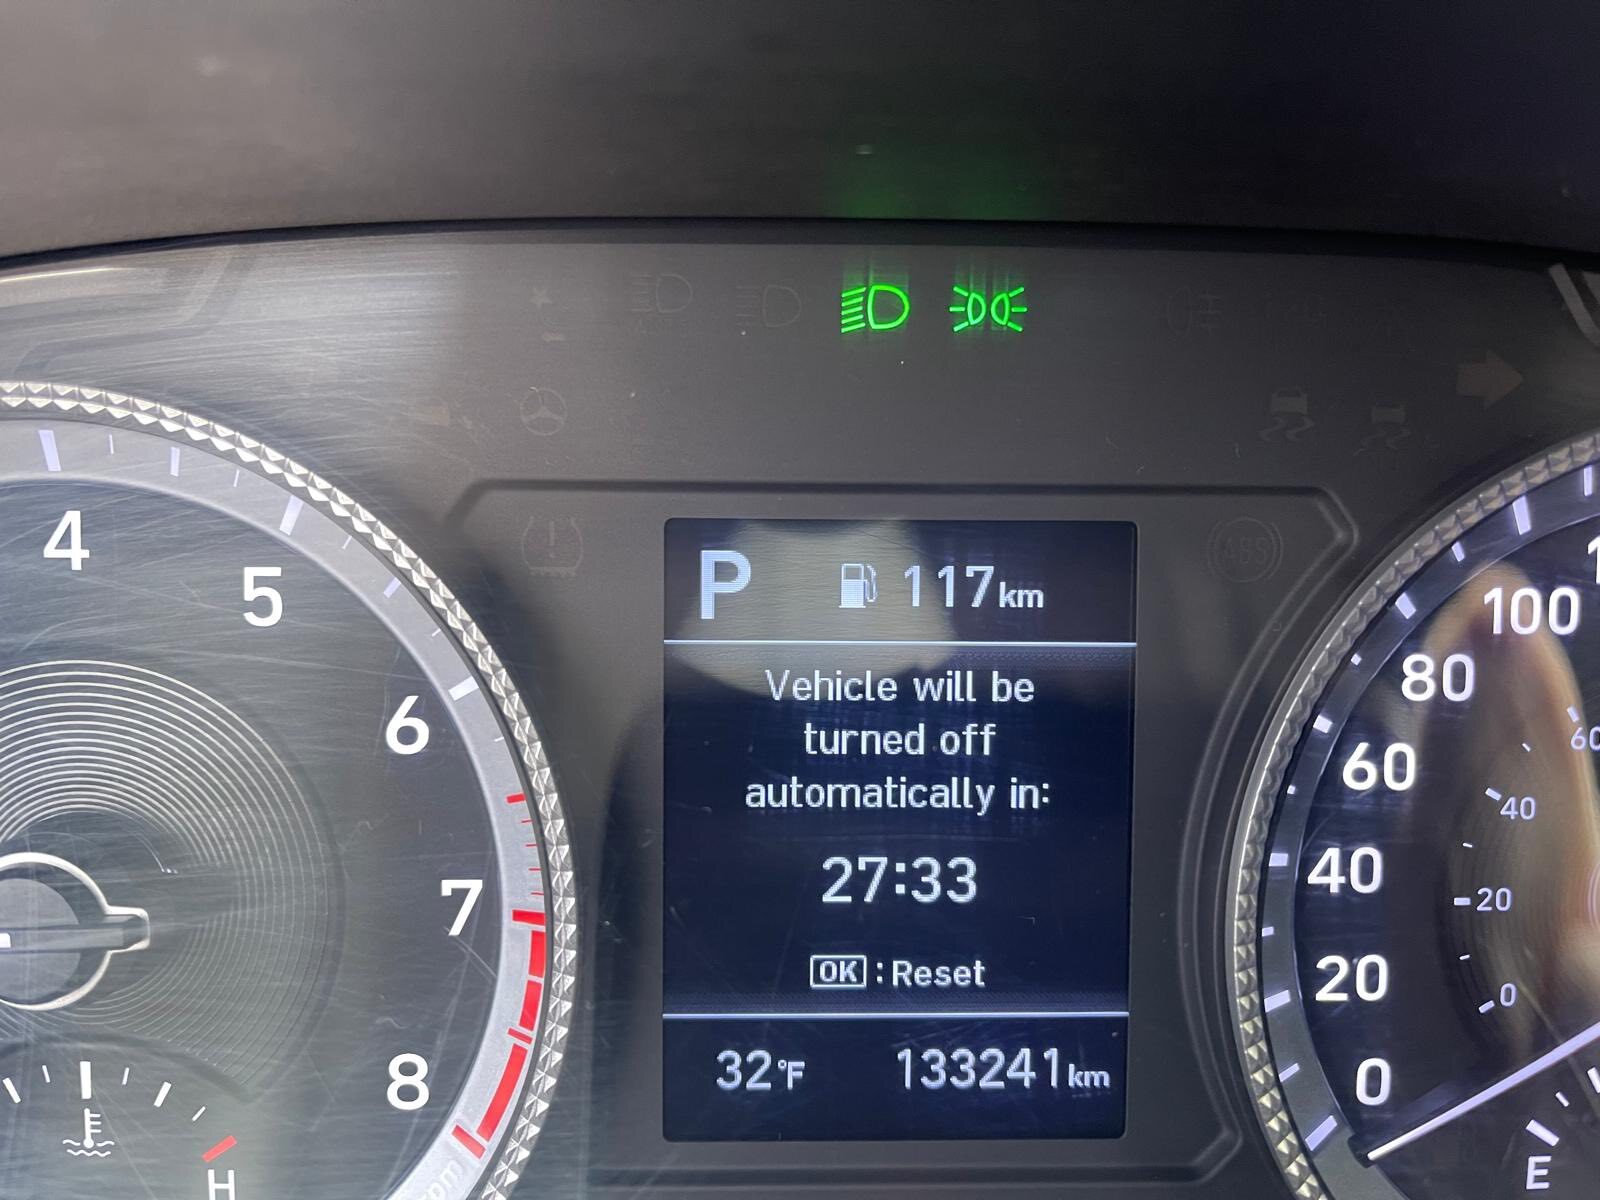 P 117km
Vehicle will be
turned off
automatically in:
27:33
OK : Reset
32°F 133241km
4
5
6
7
8
H
ABS
100
80
60
40
20
0
60
40
20
0
E